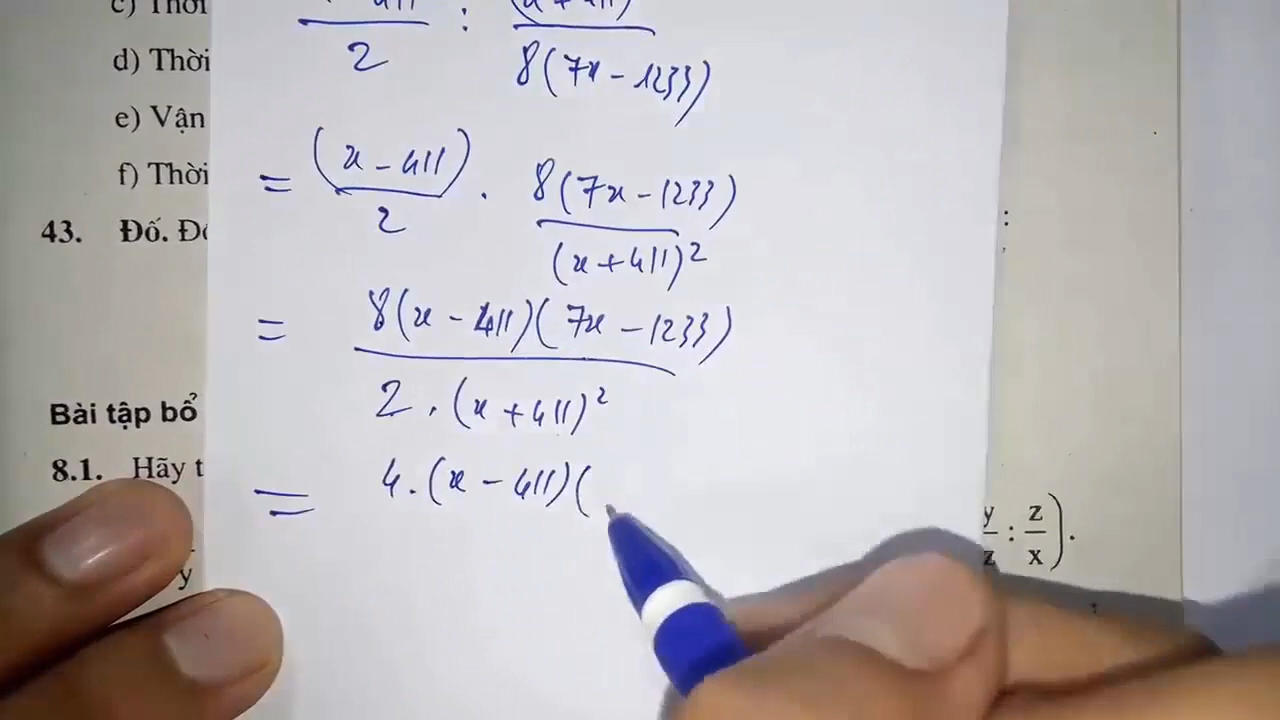 c) Thời
d) Thời
e) Vận
f) Thời
43. Đố. Đ
Bài tập bổ
8.1. Hãy t
y
2 : 8(7x - 1233)
= (x - 411)/2 . 8(7x - 1233)/(x + 411)²
= 8(x - 411)(7x - 1233)
2 . (x + 411)²
= 4 . (x - 411)(
:
y/z : z/x).